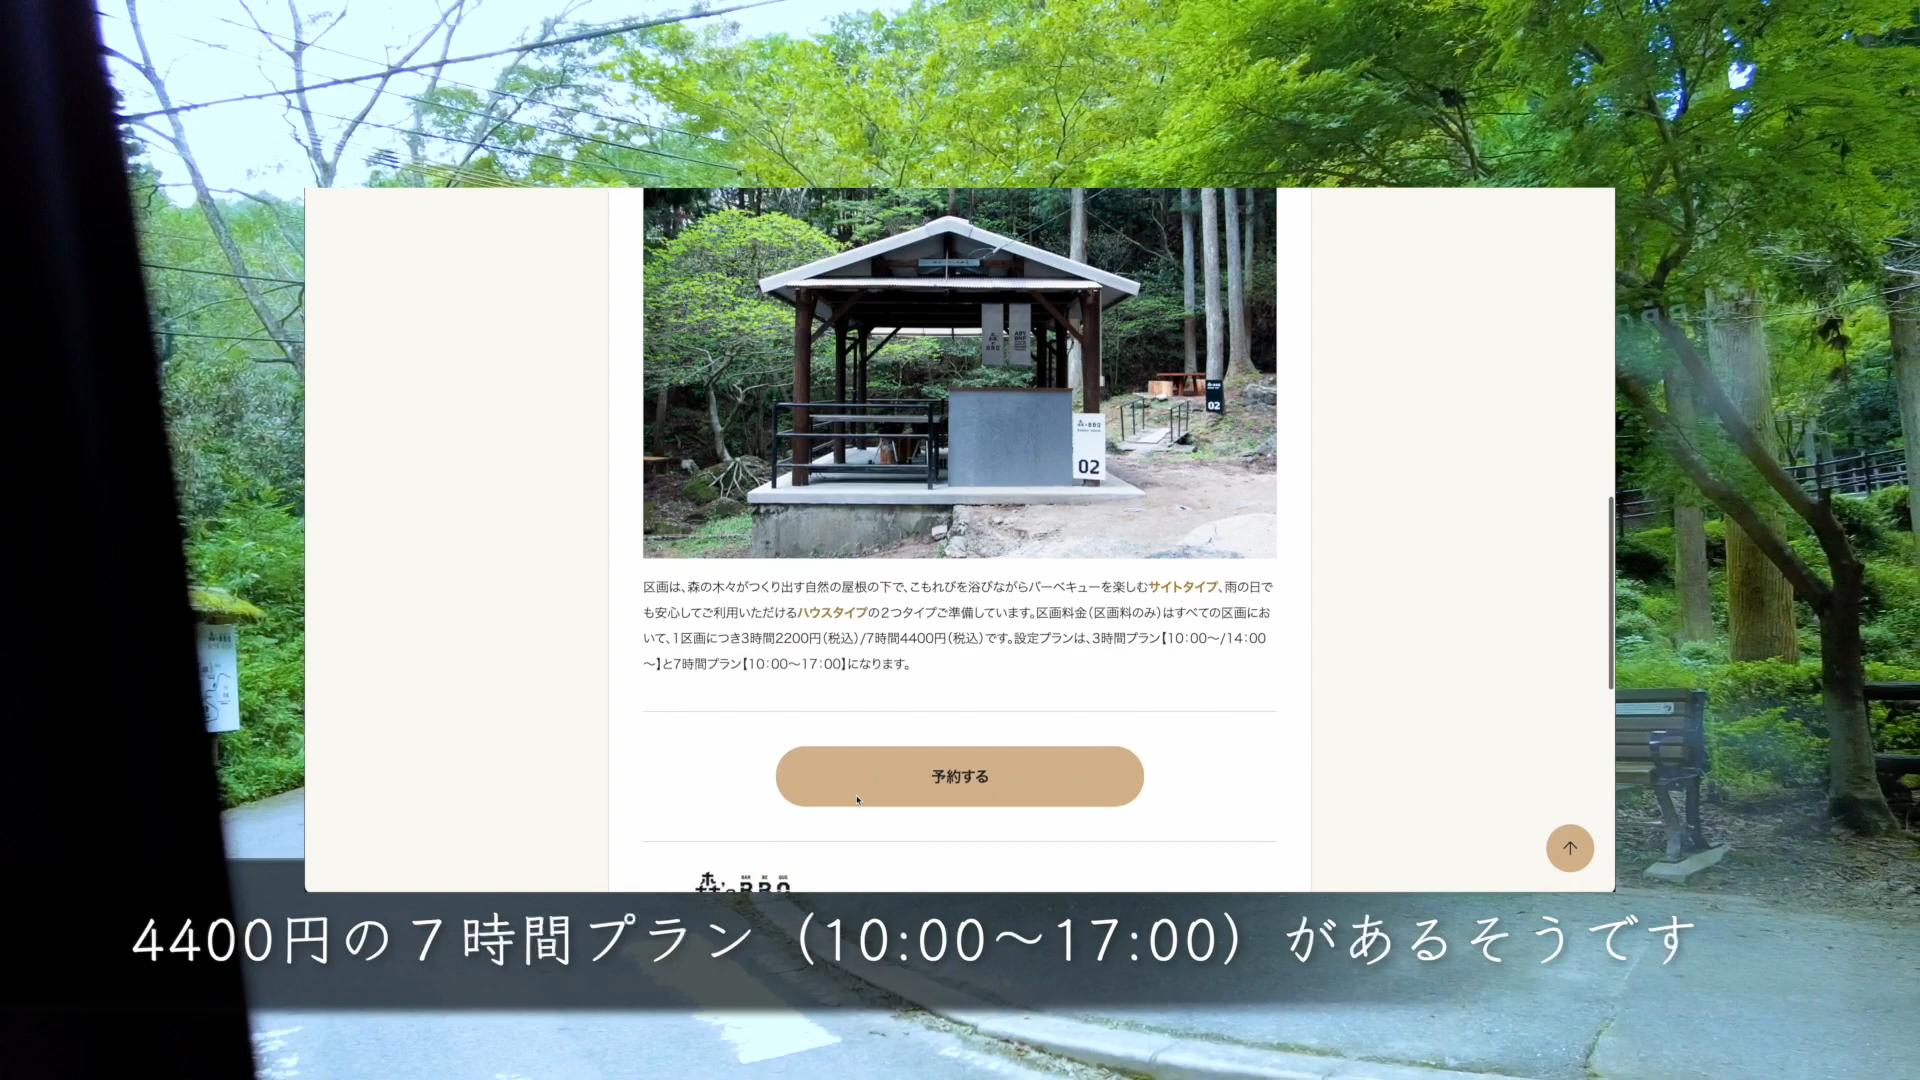 森のBBQ
02
02
区画は、森の木々がつくり出す自然の屋根の下で、こもれびを浴びながらバーベキューを楽しむサイトタイプ、雨の日で
も安心してご利用いただけるハウスタイプの2つタイプご準備しています。区画料金（区画料のみ）はすべての区画にお
いて、1区画につき3時間2200円（税込）/7時間4400円（税込）です。設定プランは、3時間プラン【10：00〜/14：00
〜】と7時間プラン【10：00〜17：00】になります。
予約する
BAR BE QUE
4400円の７時間プラン（10:00〜17:00）があるそうです